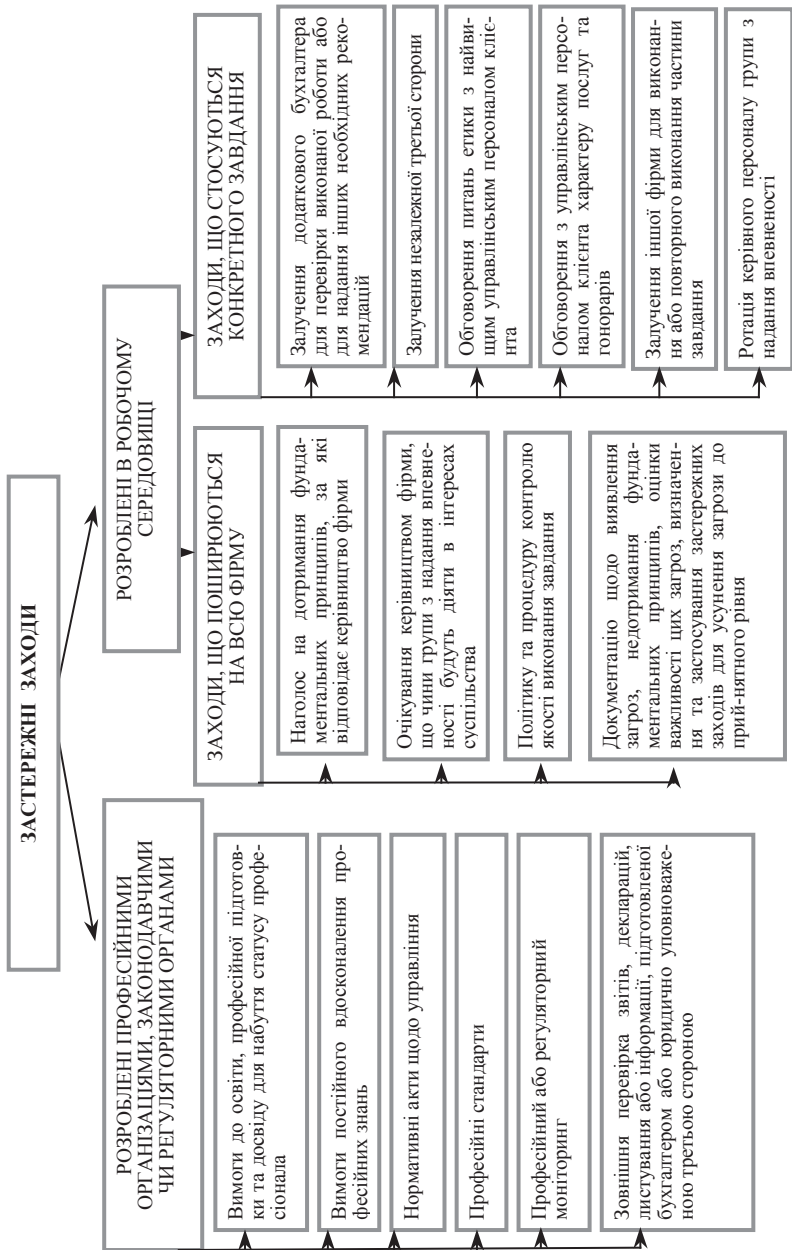 ЗАСТЕРЕЖНІ ЗАХОДИ
РОЗРОБЛЕНІ ПРОФЕСІЙНИМИ
ОРГАНІЗАЦІЯМИ, ЗАКОНОДАВЧИМИ
ЧИ РЕГУЛЯТОРНИМИ ОРГАНАМИ
Вимоги до освіти, професійної підготов-
ки та досвіду для набуття статусу профе-
сіонала
Вимоги постійного вдосконалення про-
фесійних знань
Нормативні акти щодо управління
Професійні стандарти
Професійний або регуляторний
моніторинг
Зовнішня перевірка звітів, декларацій,
листування або інформації, підготовленої
бухгалтером або юридично уповноваже-
ною третьою стороною
РОЗРОБЛЕНІ В РОБОЧОМУ
СЕРЕДОВИЩІ
ЗАХОДИ, ЩО ПОШИРЮЮТЬСЯ
НА ВСЮ ФІРМУ
Наголос на дотримання фунда-
ментальних принципів, за які
відповідає керівництво фірми
Очікування керівництвом фірми,
що чини групи з надання впевне-
ності будуть діяти в інтересах
суспільства
Політику та процедуру контролю
якості виконання завдання
Документацію щодо виявлення
загроз, недотримання фунда-
ментальних принципів, оцінки
важливості цих загроз, визначен-
ня та застосування застережних
заходів для усунення загрози до
прий-нятного рівня
ЗАХОДИ, ЩО СТОСУЮТЬСЯ
КОНКРЕТНОГО ЗАВДАННЯ
Залучення додаткового бухгалтера
для перевірки виконаної роботи або
для надання інших необхідних реко-
мендацій
Залучення незалежної третьої сторони
Обговорення питань етики з найви-
щим управлінським персоналом кліє-
нта
Обговорення з управлінським персо-
налом клієнта характеру послуг та
гонорарів
Залучення іншої фірми для виконан-
ня або повторного виконання частини
завдання
Ротація керівного персоналу групи з
надання впевненості